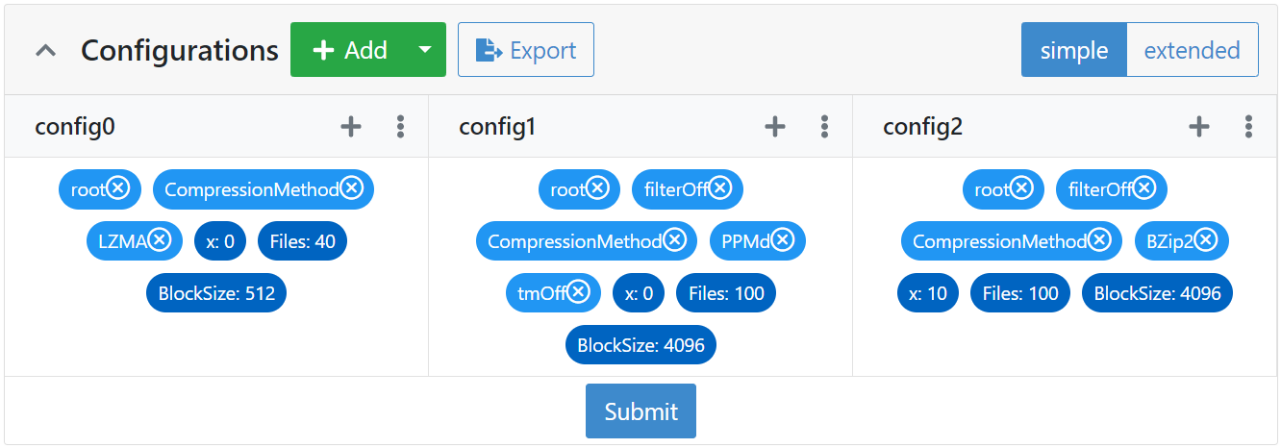 Configurations Add Export simple extended
config0 config1 config2
root CompressionMethod
LZMA x: 0 Files: 40
BlockSize: 512
root filterOff
CompressionMethod PPMd
tmOff x: 0 Files: 100
BlockSize: 4096
root filterOff
CompressionMethod BZip2
x: 10 Files: 100 BlockSize: 4096
Submit